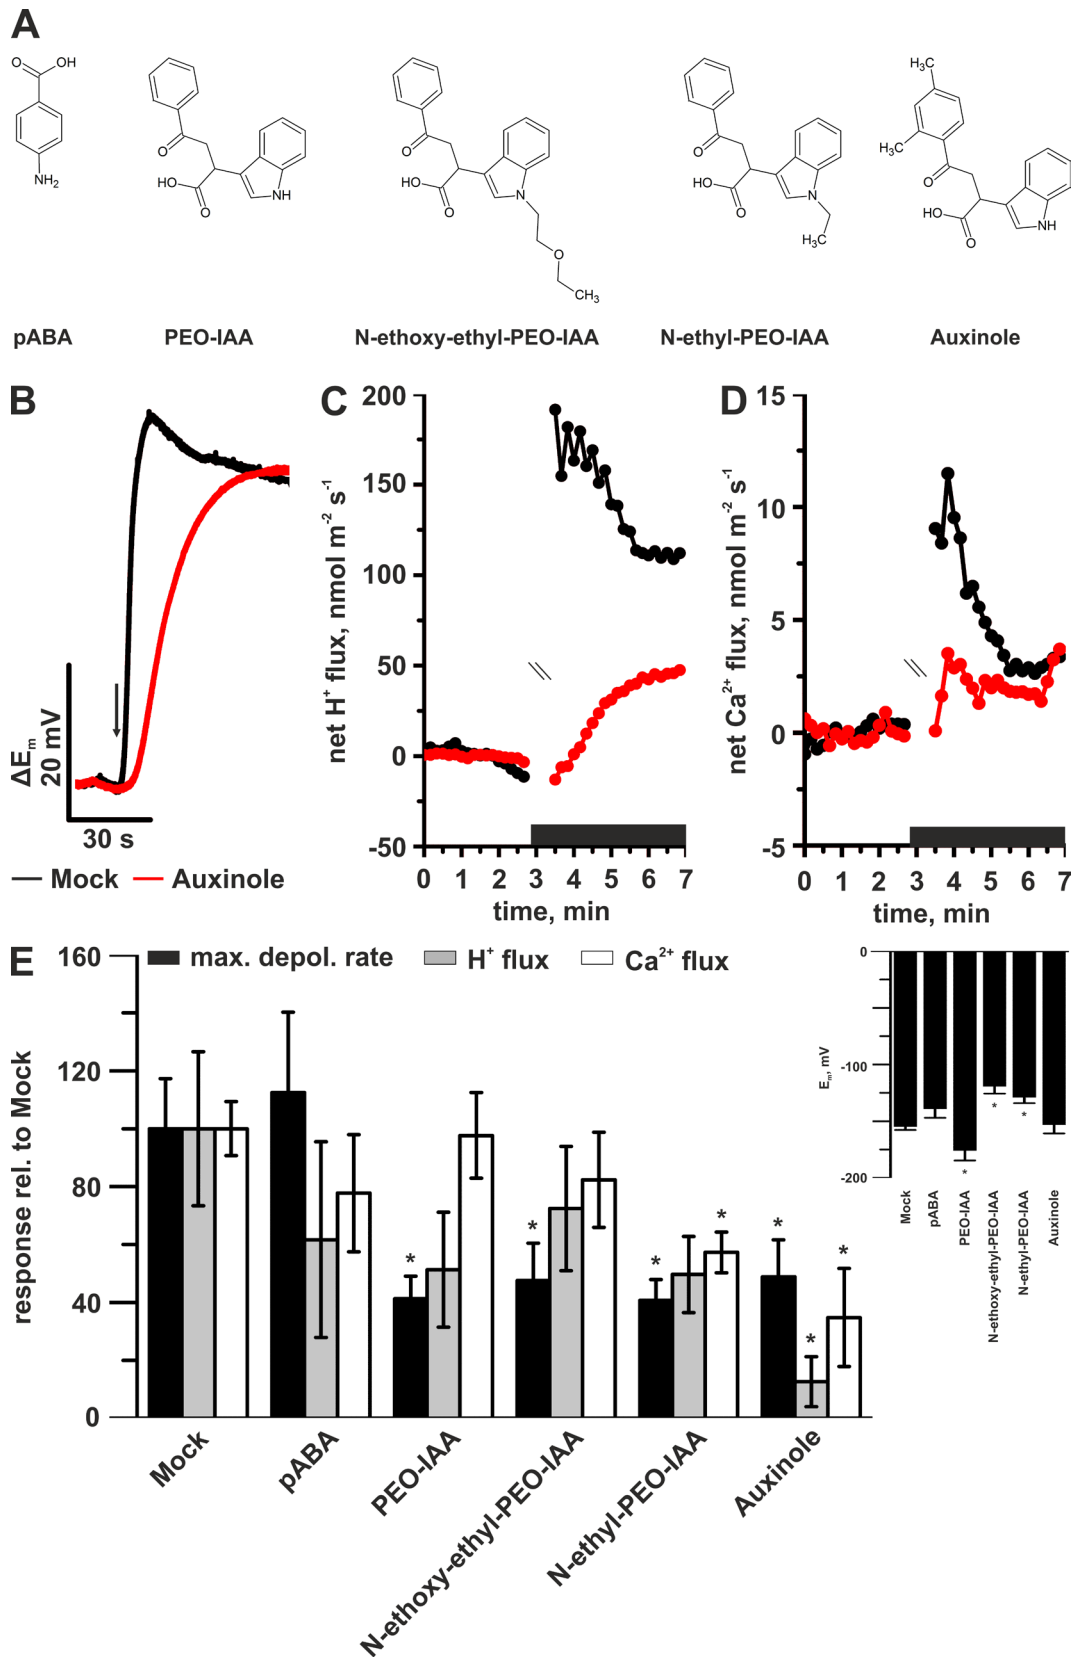 A
O OH
NH₂
O
HO
O
NH
O
HO
O
N
O
CH₃
O
HO
O
N
H₃C
H₃C
H₃C
O
HO
O
NH
pABA
PEO-IAA
N-ethoxy-ethyl-PEO-IAA
N-ethyl-PEO-IAA
Auxinole
B
ΔEₘ
20 mV
30 s
Mock
Auxinole
C
net H⁺ flux, nmol m⁻² s⁻¹
200
150
100
50
0
-50
0 1 2 3 4 5 6 7
time, min
D
net Ca²⁺ flux, nmol m⁻² s⁻¹
15
10
5
0
-5
0 1 2 3 4 5 6 7
time, min
E
response rel. to Mock
160
120
80
40
0
max. depol. rate
H⁺ flux
Ca²⁺ flux
*
*
*
*
*
*
*
Mock
pABA
PEO-IAA
N-ethoxy-ethyl-PEO-IAA
N-ethyl-PEO-IAA
Auxinole
Eₘ, mV
0
-100
-200
*
*
*
Mock
pABA
PEO-IAA
N-ethoxy-ethyl-PEO-IAA
N-ethyl-PEO-IAA
Auxinole